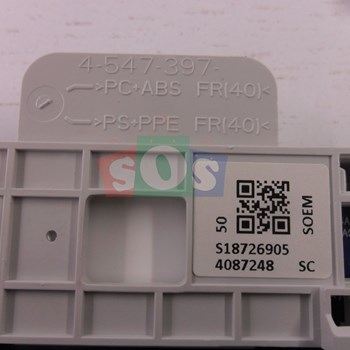 4-547-397-
>PC+ABS FR(40)<
>PS+PPE FR(40)<
SOS
50
SOEM
S18726905
4087248 SC